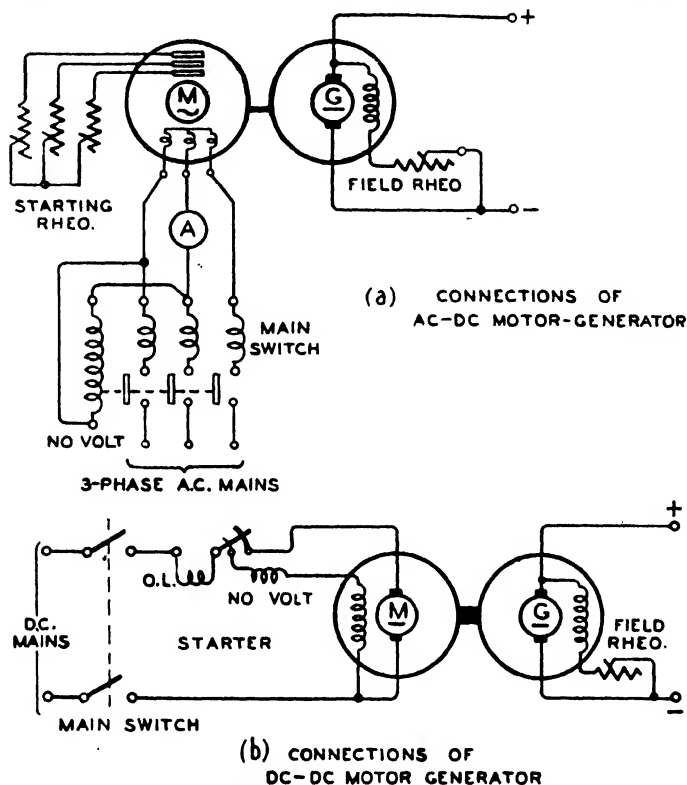 +
M
G
STARTING
RHEO.
FIELD RHEO
−
A
(a) CONNECTIONS OF
AC-DC MOTOR-GENERATOR
MAIN
SWITCH
NO VOLT
3-PHASE A.C. MAINS
+
O.L.
NO VOLT
D.C.
MAINS
STARTER
M
G
FIELD
RHEO.
−
MAIN SWITCH
(b) CONNECTIONS OF
DC-DC MOTOR GENERATOR